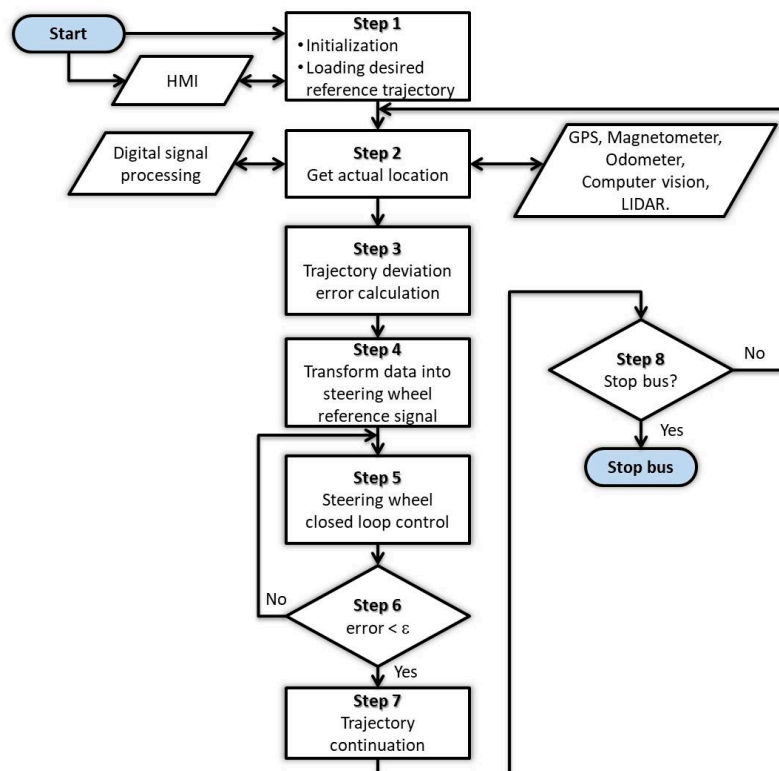 Start
Step 1
• Initialization
• Loading desired
reference trajectory
HMI
Digital signal
processing
Step 2
Get actual location
GPS, Magnetometer,
Odometer,
Computer vision,
LIDAR.
Step 3
Trajectory deviation
error calculation
Step 4
Transform data into
steering wheel
reference signal
Step 5
Steering wheel
closed loop control
Step 6
error < ε
No
Yes
Step 7
Trajectory
continuation
Step 8
Stop bus?
No
Yes
Stop bus